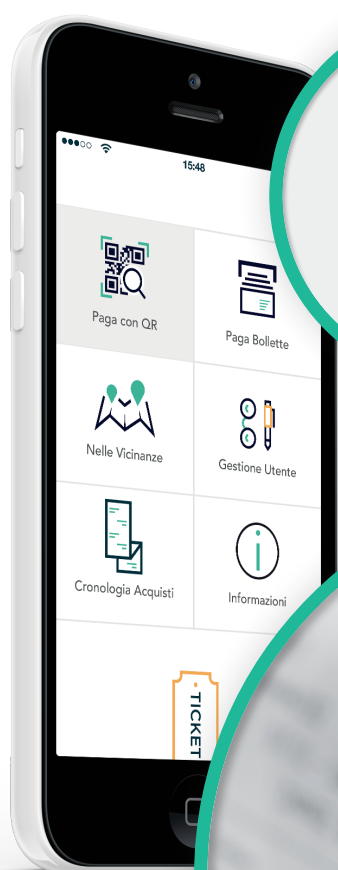 15:48
Paga con QR
Paga Bollette
Nelle Vicinanze
Gestione Utente
Cronologia Acquisti
Informazioni
TICKET